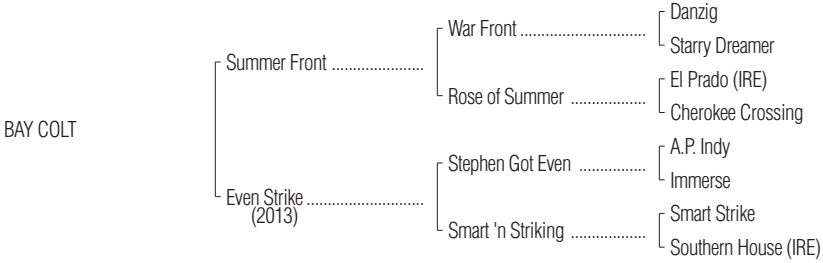 Danzig
War Front ..............................
Starry Dreamer
Summer Front ......................
El Prado (IRE)
Rose of Summer ..................
Cherokee Crossing
BAY COLT
A.P. Indy
Stephen Got Even ................
Immerse
Even Strike ............................
(2013)
Smart Strike
Smart 'n Striking ..................
Southern House (IRE)